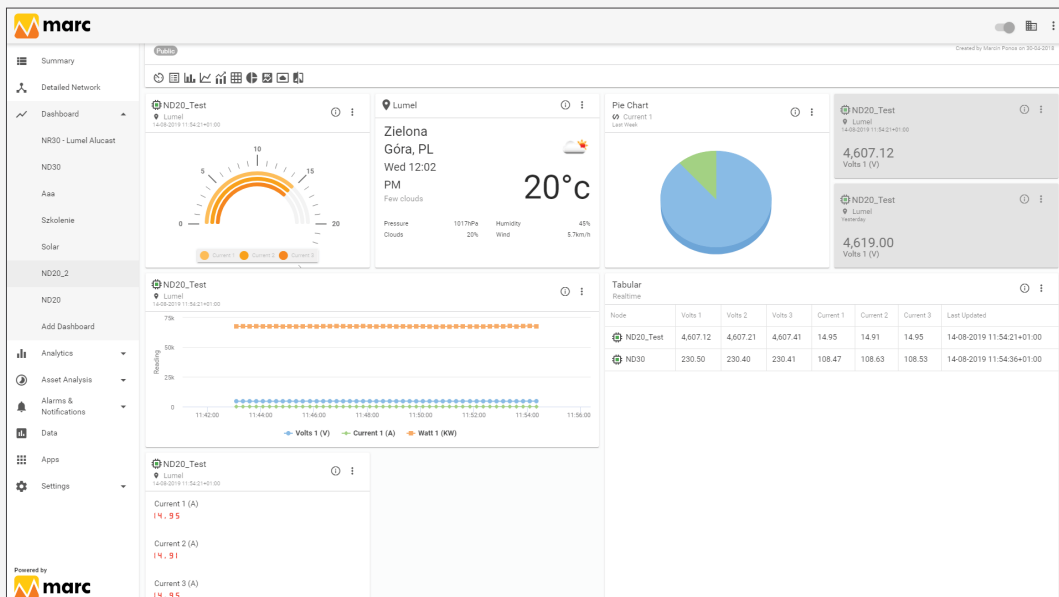 marc
Summary
Detailed Network
Dashboard
NR30 - Lumel Alucast
ND30
Aaa
Szkolenie
Solar
ND20_2
ND20
Add Dashboard
Analytics
Asset Analysis
Alarms &
Notifications
Data
Apps
Settings
Powered by
marc
Public
Created by Marcin Ponoa on 30-04-2018
ND20_Test
Lumel
14-08-2019 11:54:21+01:00
0
5
10
15
20
Current 1 Current 2 Current 3
Lumel
Zielona
Góra, PL
Wed 12:02
PM
Few clouds
20°c
Pressure 1017hPa Humidity 45%
Clouds 20% Wind 5.7km/h
Pie Chart
Current 1
Last Week
ND20_Test
Lumel
14-08-2019 11:54:21+01:00
4,607.12
Volts 1 (V)
ND20_Test
Lumel
Yesterday
4,619.00
Volts 1 (V)
ND20_Test
Lumel
14-08-2019 11:54:21+01:00
Reading
75k
50k
25k
0
11:42:00 11:44:00 11:46:00 11:48:00 11:50:00 11:52:00 11:54:00 11:56:00
Volts 1 (V) Current 1 (A) Watt 1 (KW)
Tabular
Realtime
Node Volts 1 Volts 2 Volts 3 Current 1 Current 2 Current 3 Last Updated
ND20_Test 4,607.12 4,607.21 4,607.41 14.95 14.91 14.95 14-08-2019 11:54:21+01:00
ND30 230.50 230.40 230.41 108.47 108.63 108.53 14-08-2019 11:54:36+01:00
ND20_Test
Lumel
14-08-2019 11:54:21+01:00
Current 1 (A)
14.95
Current 2 (A)
14.91
Current 3 (A)
14.95